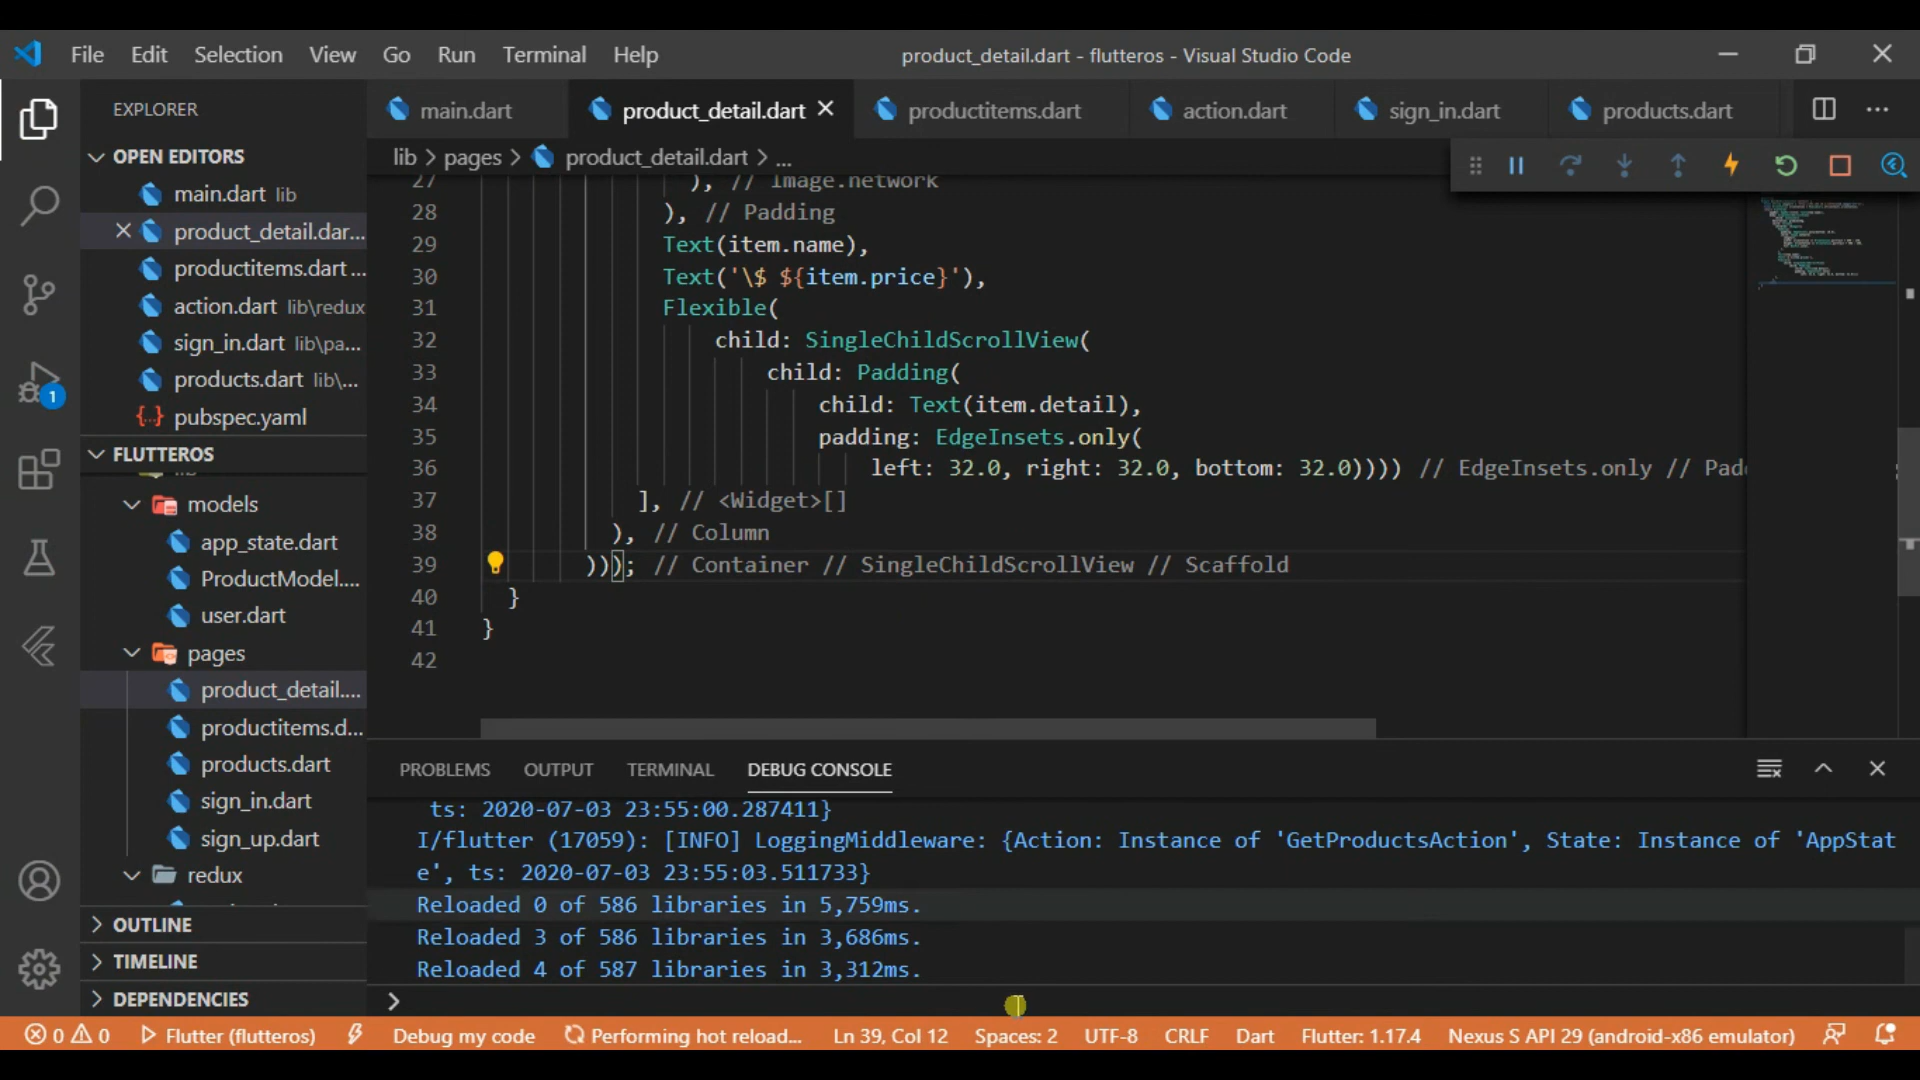 File Edit Selection View Go Run Terminal Help product_detail.dart - flutteros - Visual Studio Code
EXPLORER
OPEN EDITORS
main.dart lib
product_detail.dar...
productitems.dart ...
action.dart lib\redux
sign_in.dart lib\pa...
products.dart lib\...
pubspec.yaml
FLUTTEROS
lib
models
app_state.dart
ProductModel....
user.dart
pages
product_detail....
productitems.d...
products.dart
sign_in.dart
sign_up.dart
redux
OUTLINE
TIMELINE
DEPENDENCIES
1
main.dart product_detail.dart productitems.dart action.dart sign_in.dart products.dart
lib > pages > product_detail.dart > ...
27 ), // Image.network
28 ), // Padding
29 Text(item.name),
30 Text('\$ ${item.price}'),
31 Flexible(
32 child: SingleChildScrollView(
33 child: Padding(
34 child: Text(item.detail),
35 padding: EdgeInsets.only(
36 left: 32.0, right: 32.0, bottom: 32.0)))) // EdgeInsets.only // Pad
37 ], // <Widget>[]
38 ), // Column
39 ))); // Container // SingleChildScrollView // Scaffold
40 }
41 }
42
PROBLEMS OUTPUT TERMINAL DEBUG CONSOLE
ts: 2020-07-03 23:55:00.287411}
I/flutter (17059): [INFO] LoggingMiddleware: {Action: Instance of 'GetProductsAction', State: Instance of 'AppStat
e', ts: 2020-07-03 23:55:03.511733}
Reloaded 0 of 586 libraries in 5,759ms.
Reloaded 3 of 586 libraries in 3,686ms.
Reloaded 4 of 587 libraries in 3,312ms.
>
0 0 Flutter (flutteros) Debug my code Performing hot reload... Ln 39, Col 12 Spaces: 2 UTF-8 CRLF Dart Flutter: 1.17.4 Nexus S API 29 (android-x86 emulator)